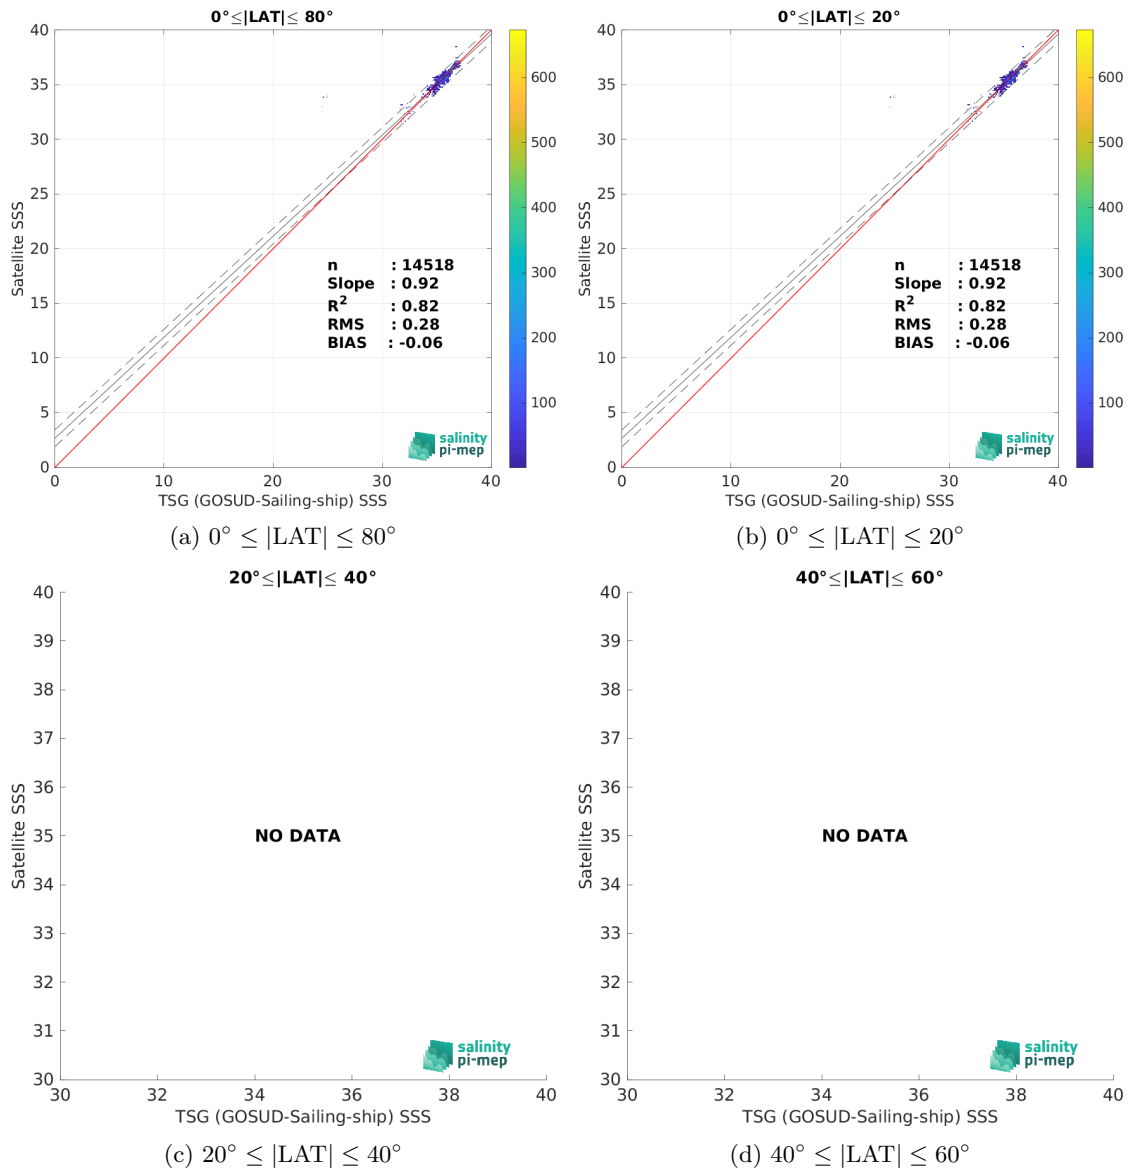 0°≤|LAT|≤ 80°
40
35
30
25
20
15
10
5
0
Satellite SSS
n : 14518
Slope : 0.92
R² : 0.82
RMS : 0.28
BIAS : -0.06
salinity
pi-mep
0 10 20 30 40
TSG (GOSUD-Sailing-ship) SSS
600
500
400
300
200
100
(a) 0° ≤ |LAT| ≤ 80°
0°≤|LAT|≤ 20°
40
35
30
25
20
15
10
5
0
Satellite SSS
n : 14518
Slope : 0.92
R² : 0.82
RMS : 0.28
BIAS : -0.06
salinity
pi-mep
0 10 20 30 40
TSG (GOSUD-Sailing-ship) SSS
600
500
400
300
200
100
(b) 0° ≤ |LAT| ≤ 20°
20°≤|LAT|≤ 40°
40
39
38
37
36
35
34
33
32
31
30
Satellite SSS
NO DATA
salinity
pi-mep
30 32 34 36 38 40
TSG (GOSUD-Sailing-ship) SSS
(c) 20° ≤ |LAT| ≤ 40°
40°≤|LAT|≤ 60°
40
39
38
37
36
35
34
33
32
31
30
Satellite SSS
NO DATA
salinity
pi-mep
30 32 34 36 38 40
TSG (GOSUD-Sailing-ship) SSS
(d) 40° ≤ |LAT| ≤ 60°